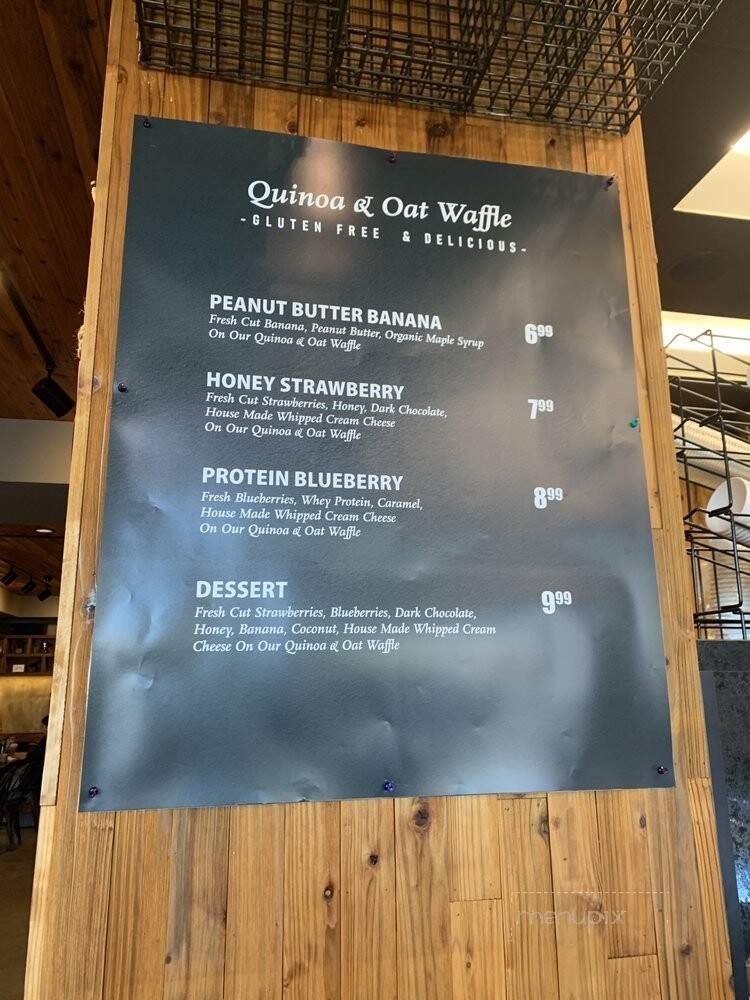 Quinoa & Oat Waffle
-GLUTEN FREE & DELICIOUS-
PEANUT BUTTER BANANA
Fresh Cut Banana, Peanut Butter, Organic Maple Syrup
On Our Quinoa & Oat Waffle
6.99
HONEY STRAWBERRY
Fresh Cut Strawberries, Honey, Dark Chocolate,
House Made Whipped Cream Cheese
On Our Quinoa & Oat Waffle
7.99
PROTEIN BLUEBERRY
Fresh Blueberries, Whey Protein, Caramel,
House Made Whipped Cream Cheese
On Our Quinoa & Oat Waffle
8.99
DESSERT
Fresh Cut Strawberries, Blueberries, Dark Chocolate,
Honey, Banana, Coconut, House Made Whipped Cream
Cheese On Our Quinoa & Oat Waffle
9.99
menupix